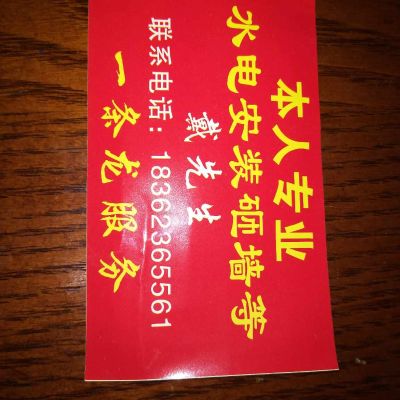 本人专业
水电安装砸墙等
戴先生
联系电话：18362365561
一条龙服务